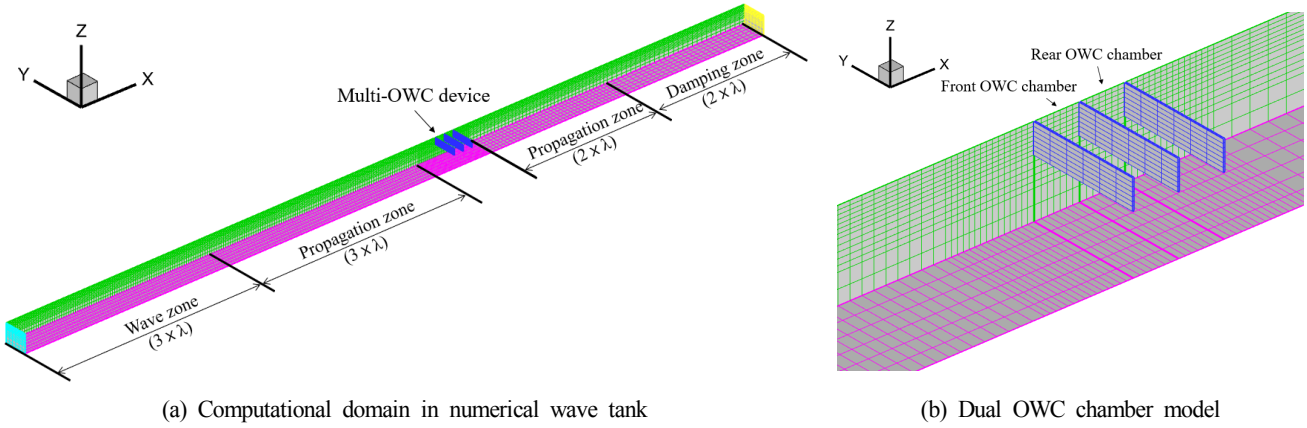 Z
Y
X
Multi-OWC device
Damping zone
(2 x λ)
Propagation zone
(2 x λ)
Propagation zone
(3 x λ)
Wave zone
(3 x λ)
(a) Computational domain in numerical wave tank
Z
Y
X
Rear OWC chamber
Front OWC chamber
(b) Dual OWC chamber model